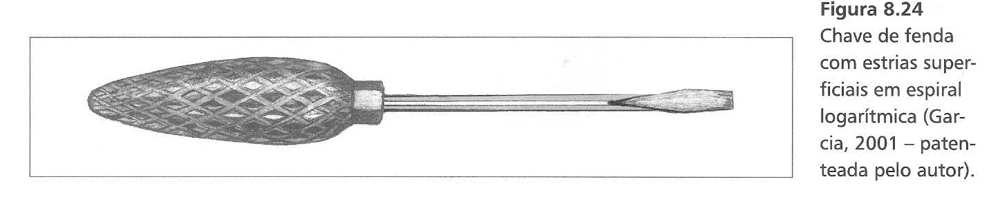 Figura 8.24
Chave de fenda
com estrias super-
ficiais em espiral
logarítmica (Gar-
cia, 2001 – paten-
teada pelo autor).